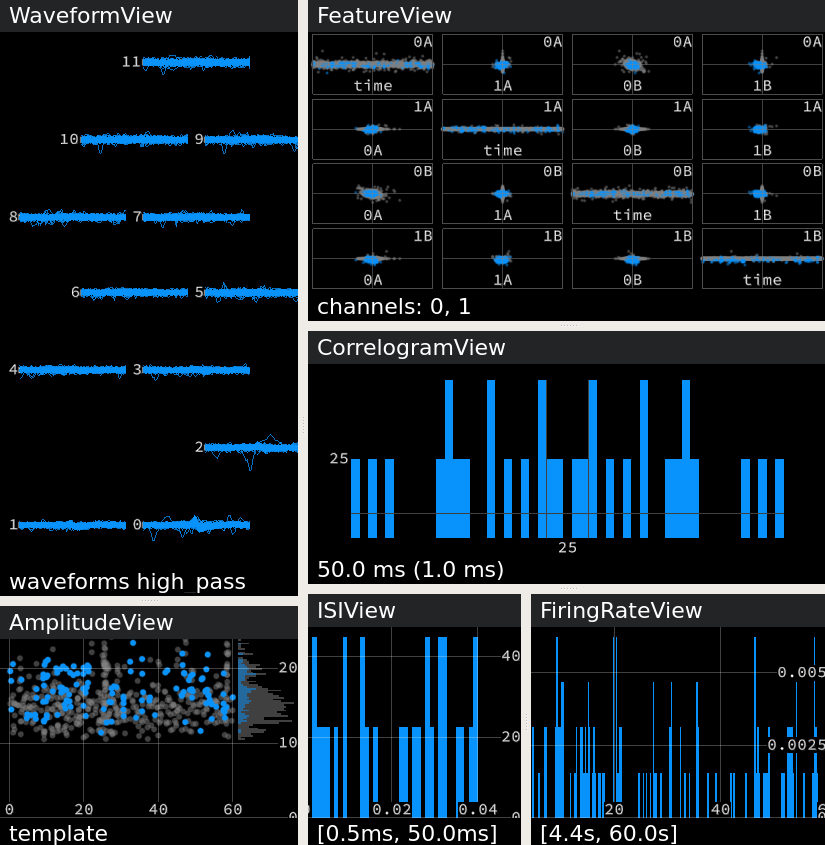 WaveformView
11
10 9
8 7
6 5
4 3
2
1 0
waveforms high_pass
FeatureView
0A 0A 0A 0A
time 1A 0B 1B
1A 1A 1A 1A
0A time 0B 1B
0B 0B 0B 0B
0A 1A time 1B
1B 1B 1B 1B
0A 1A 0B time
channels: 0, 1
CorrelogramView
25
25
50.0 ms (1.0 ms)
AmplitudeView
20
10
0 20 40 60 0
template
ISIView
40
20
0.02 0.04 0
[0.5ms, 50.0ms]
FiringRateView
0.005
0.0025
20 40
[4.4s, 60.0s]